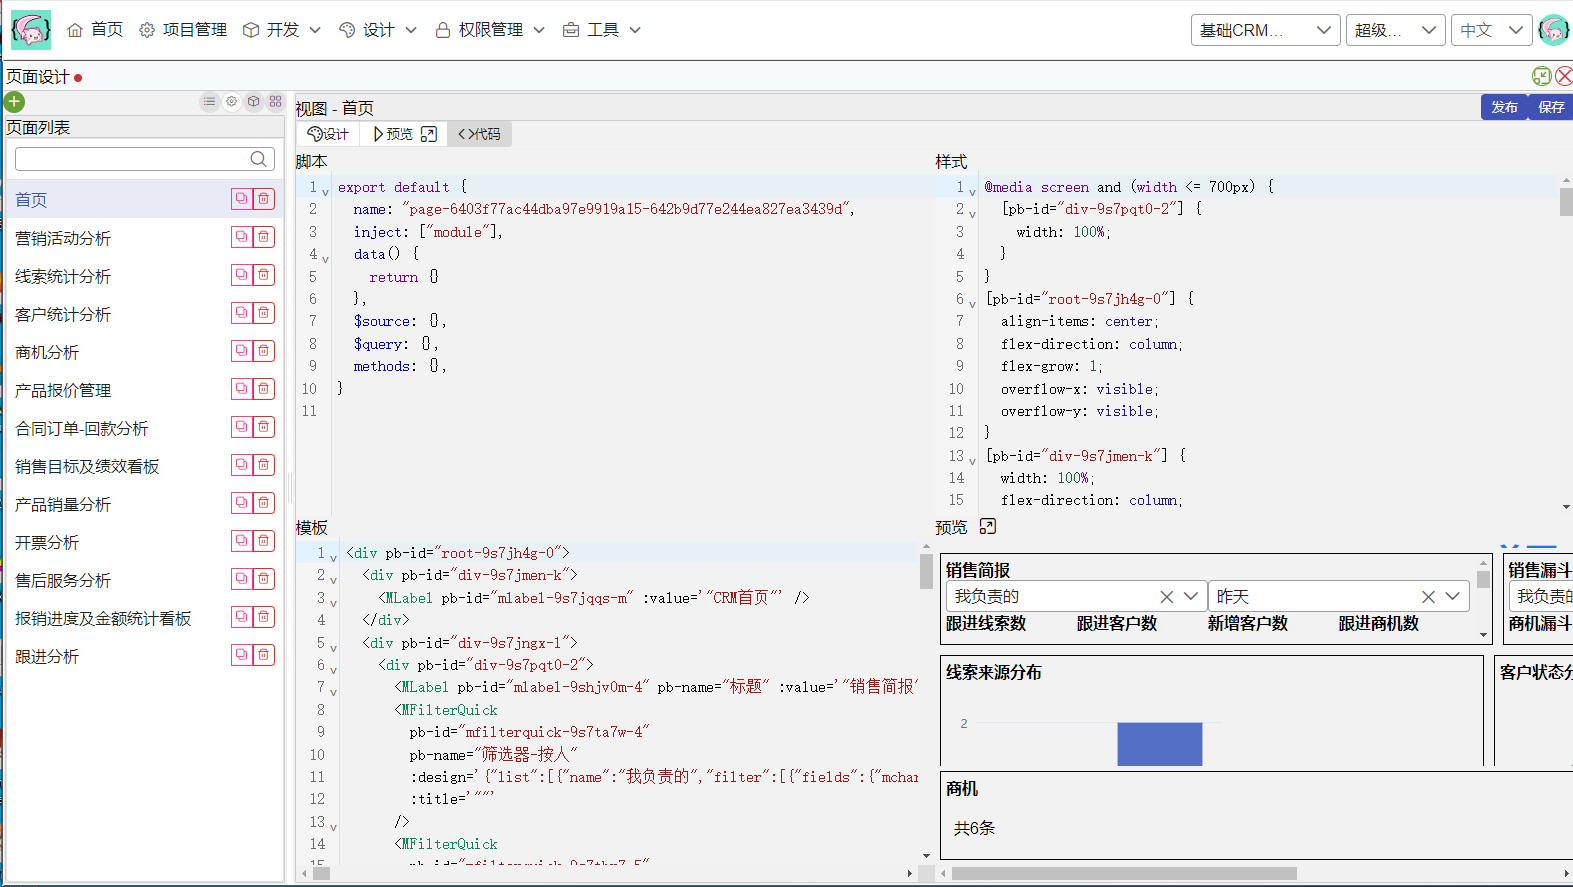 首页 项目管理 开发 设计 权限管理 工具 基础CRM... 超级... 中文
页面设计
页面列表
首页
营销活动分析
线索统计分析
客户统计分析
商机分析
产品报价管理
合同订单-回款分析
销售目标及绩效看板
产品销量分析
开票分析
售后服务分析
报销进度及金额统计看板
跟进分析
视图 - 首页 发布 保存
设计 预览 代码
脚本
1 export default {
2 name: "page-6403f77ac44dba97e9919a15-642b9d77e244ea827ea3439d",
3 inject: ["module"],
4 data() {
5 return {}
6 },
7 $source: {},
8 $query: {},
9 methods: {},
10 }
11
样式
1 @media screen and (width <= 700px) {
2 [pb-id="div-9s7pqt0-2"] {
3 width: 100%;
4 }
5 }
6 [pb-id="root-9s7jh4g-0"] {
7 align-items: center;
8 flex-direction: column;
9 flex-grow: 1;
10 overflow-x: visible;
11 overflow-y: visible;
12 }
13 [pb-id="div-9s7jmen-k"] {
14 width: 100%;
15 flex-direction: column;
模板
1 <div pb-id="root-9s7jh4g-0">
2 <div pb-id="div-9s7jmen-k">
3 <MLabel pb-id="mlabel-9s7jqqs-m" :value='"CRM首页"' />
4 </div>
5 <div pb-id="div-9s7jngx-l">
6 <div pb-id="div-9s7pqt0-2">
7 <MLabel pb-id="mlabel-9shjv0m-4" pb-name="标题" :value='"销售简报"
8 <MFilterQuick
9 pb-id="mfilterquick-9s7ta7w-4"
10 pb-name="筛选器-按人"
11 :design='{"list":[{"name":"我负责的","filter":[{"fields":{"mchar
12 :title='""'
13 />
14 <MFilterQuick
15 pb-id="mfilterquick-9s7tbx7-5"
预览
销售简报
我负责的 昨天
跟进线索数 跟进客户数 新增客户数 跟进商机数
销售漏斗
我负责的
商机漏斗
线索来源分布
2
客户状态分
商机
共6条